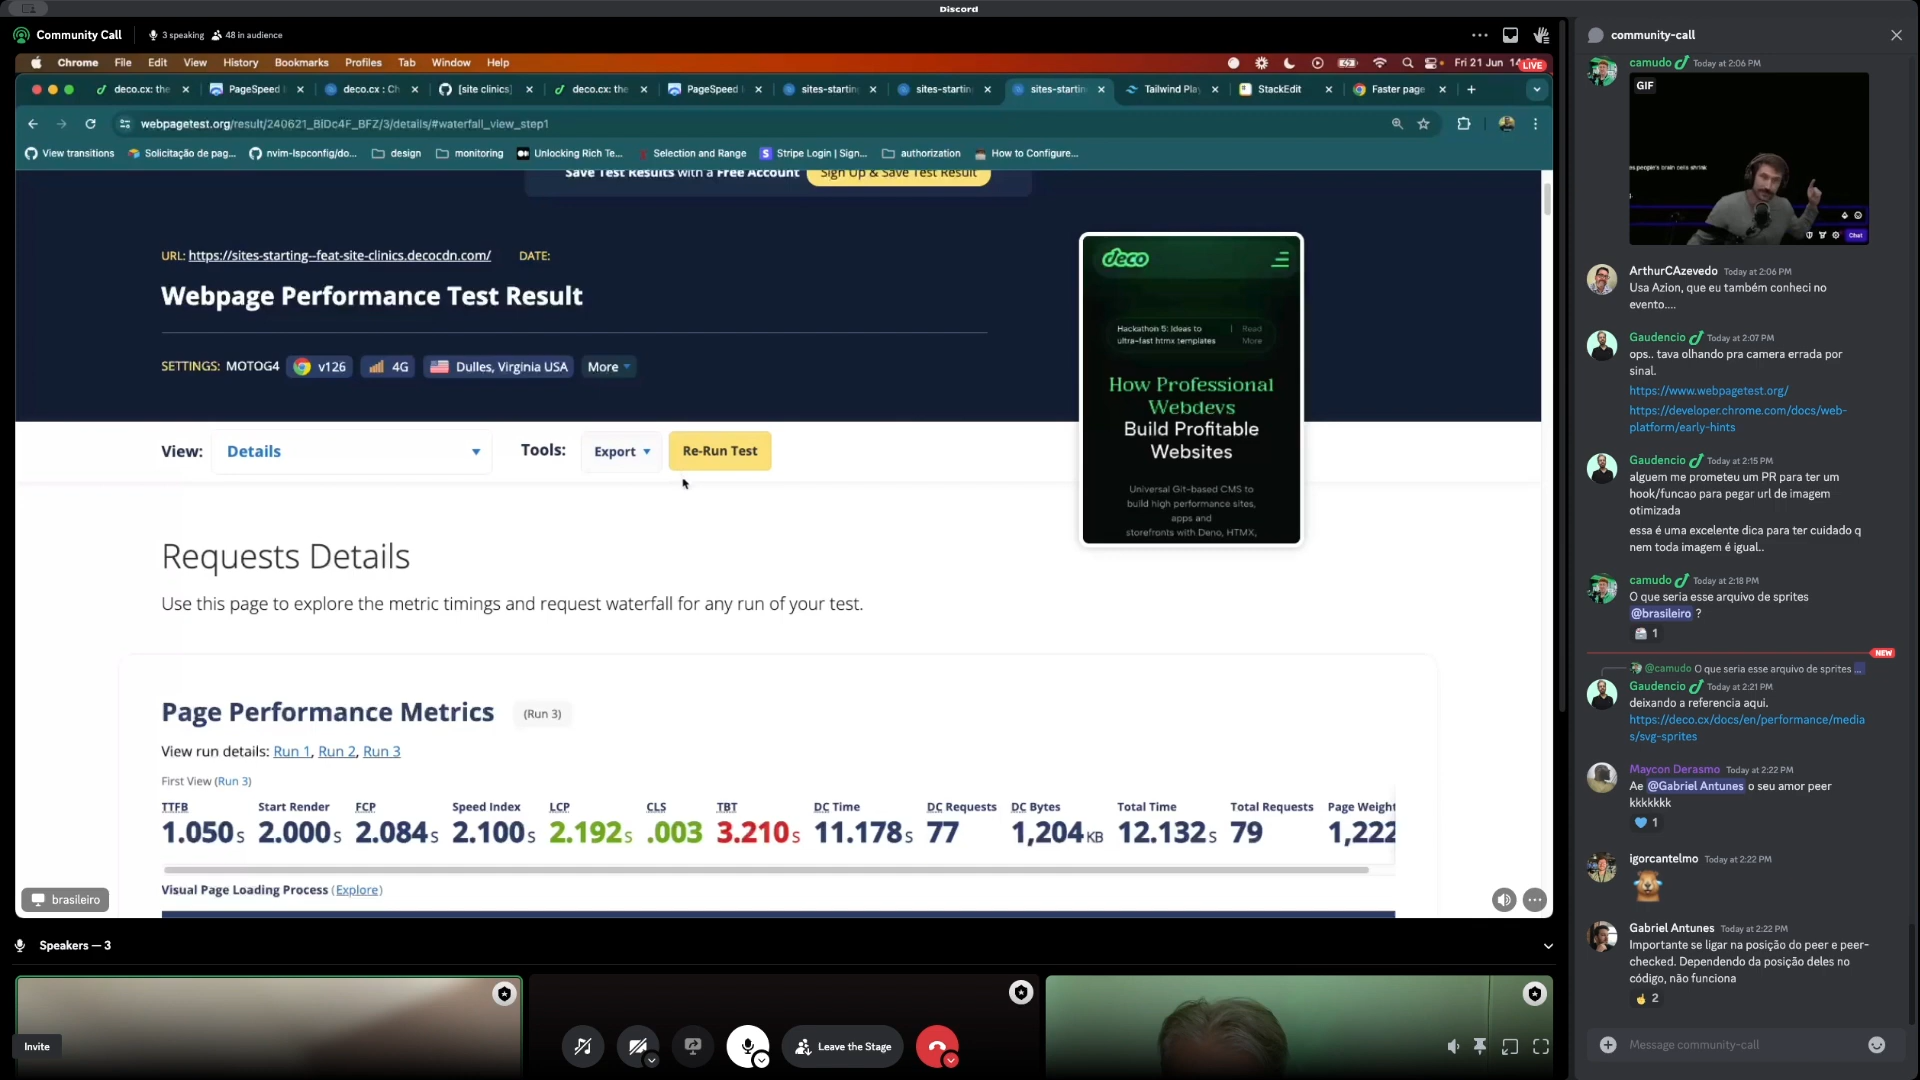 Discord
Community Call
3 speaking
48 in audience
Chrome File Edit View History Bookmarks Profiles Tab Window Help
Fri 21 Jun
LIVE
deco.cx: the
PageSpeed
deco.cx : Ch
[site clinics]
deco.cx: the
PageSpeed
sites-starting
sites-starting
sites-starting
Tailwind Play
StackEdit
Faster page
webpagetest.org/result/240621_BiDc4F_BFZ/3/details/#waterfall_view_step1
View transitions
Solicitação de pag...
nvim-lspconfig/do...
design
monitoring
Unlocking Rich Te...
Selection and Range
Stripe Login | Sign...
authorization
How to Configure...
Save Test Results with a Free Account
Sign Up & Save Test Result
URL: https://sites-starting--feat-site-clinics.decocdn.com/
DATE:
Webpage Performance Test Result
SETTINGS: MOTOG4
v126
4G
Dulles, Virginia USA
More
deco
Hackathon 5: Ideas to
ultra-fast htmx templates
Read
More
How Professional
Webdevs
Build Profitable
Websites
Universal Git-based CMS to
build high performance sites,
apps and
storefronts with Deno, HTMX,
View:
Details
Tools:
Export
Re-Run Test
Requests Details
Use this page to explore the metric timings and request waterfall for any run of your test.
Page Performance Metrics
(Run 3)
View run details: Run 1, Run 2, Run 3
First View (Run 3)
TTFB Start Render FCP Speed Index LCP CLS TBT DC Time DC Requests DC Bytes Total Time Total Requests Page Weight
1.050s 2.000s 2.084s 2.100s 2.192s .003 3.210s 11.178s 77 1,204KB 12.132s 79 1,222
Visual Page Loading Process (Explore)
brasileiro
Speakers — 3
Invite
Leave the Stage
community-call
camudo Today at 2:06 PM
GIF
people's brain cells shrink
Chat
ArthurCAzevedo Today at 2:06 PM
Usa Azion, que eu também conheci no
evento....
Gaudencio Today at 2:07 PM
ops.. tava olhando pra camera errada por
sinal.
https://www.webpagetest.org/
https://developer.chrome.com/docs/web-
platform/early-hints
Gaudencio Today at 2:15 PM
alguem me prometeu um PR para ter um
hook/funcao para pegar url de imagem
otimizada
essa é uma excelente dica para ter cuidado q
nem toda imagem é igual..
camudo Today at 2:18 PM
O que seria esse arquivo de sprites
@brasileiro ?
1
NEW
@camudo O que seria esse arquivo de sprites ...
Gaudencio Today at 2:21 PM
deixando a referencia aqui.
https://deco.cx/docs/en/performance/media
s/svg-sprites
Maycon Derasmo Today at 2:22 PM
Ae @Gabriel Antunes o seu amor peer
kkkkkkk
1
igorcantelmo Today at 2:22 PM
Gabriel Antunes Today at 2:22 PM
Importante se ligar na posição do peer e peer-
checked. Dependendo da posição deles no
código, não funciona
2
Message community-call